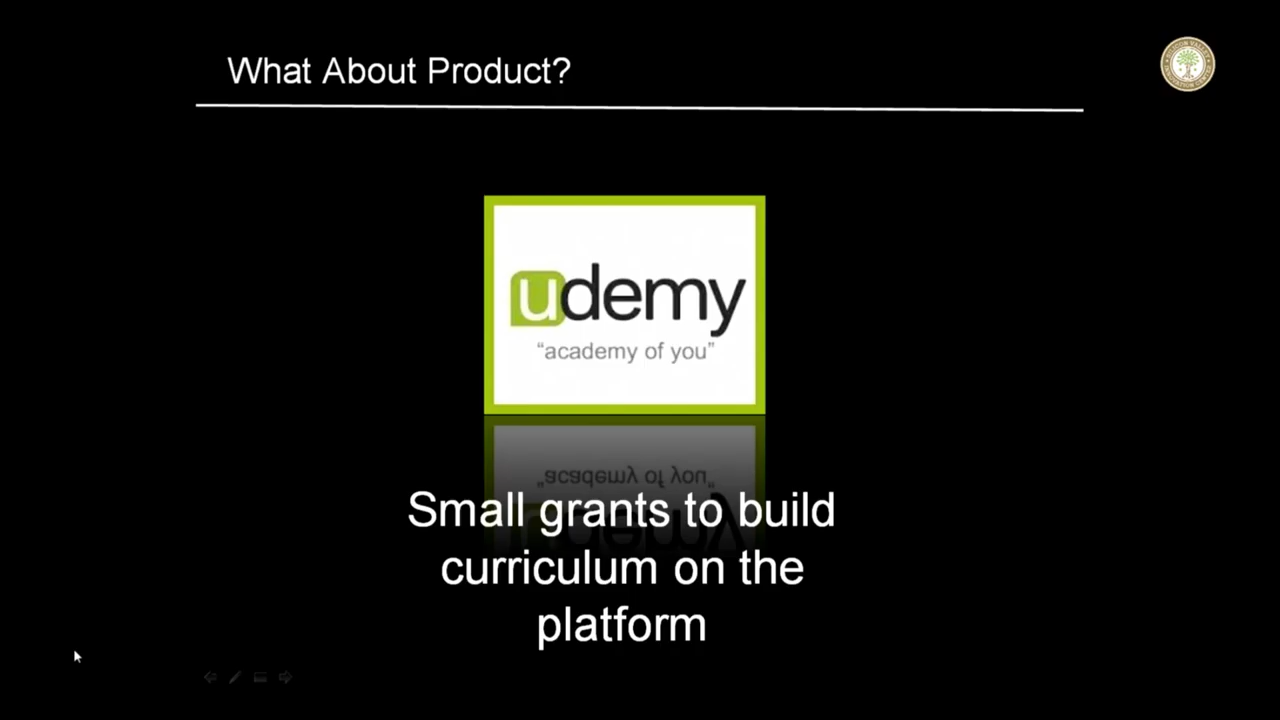 What About Product?
udemy
“academy of you”
Small grants to build
curriculum on the
platform